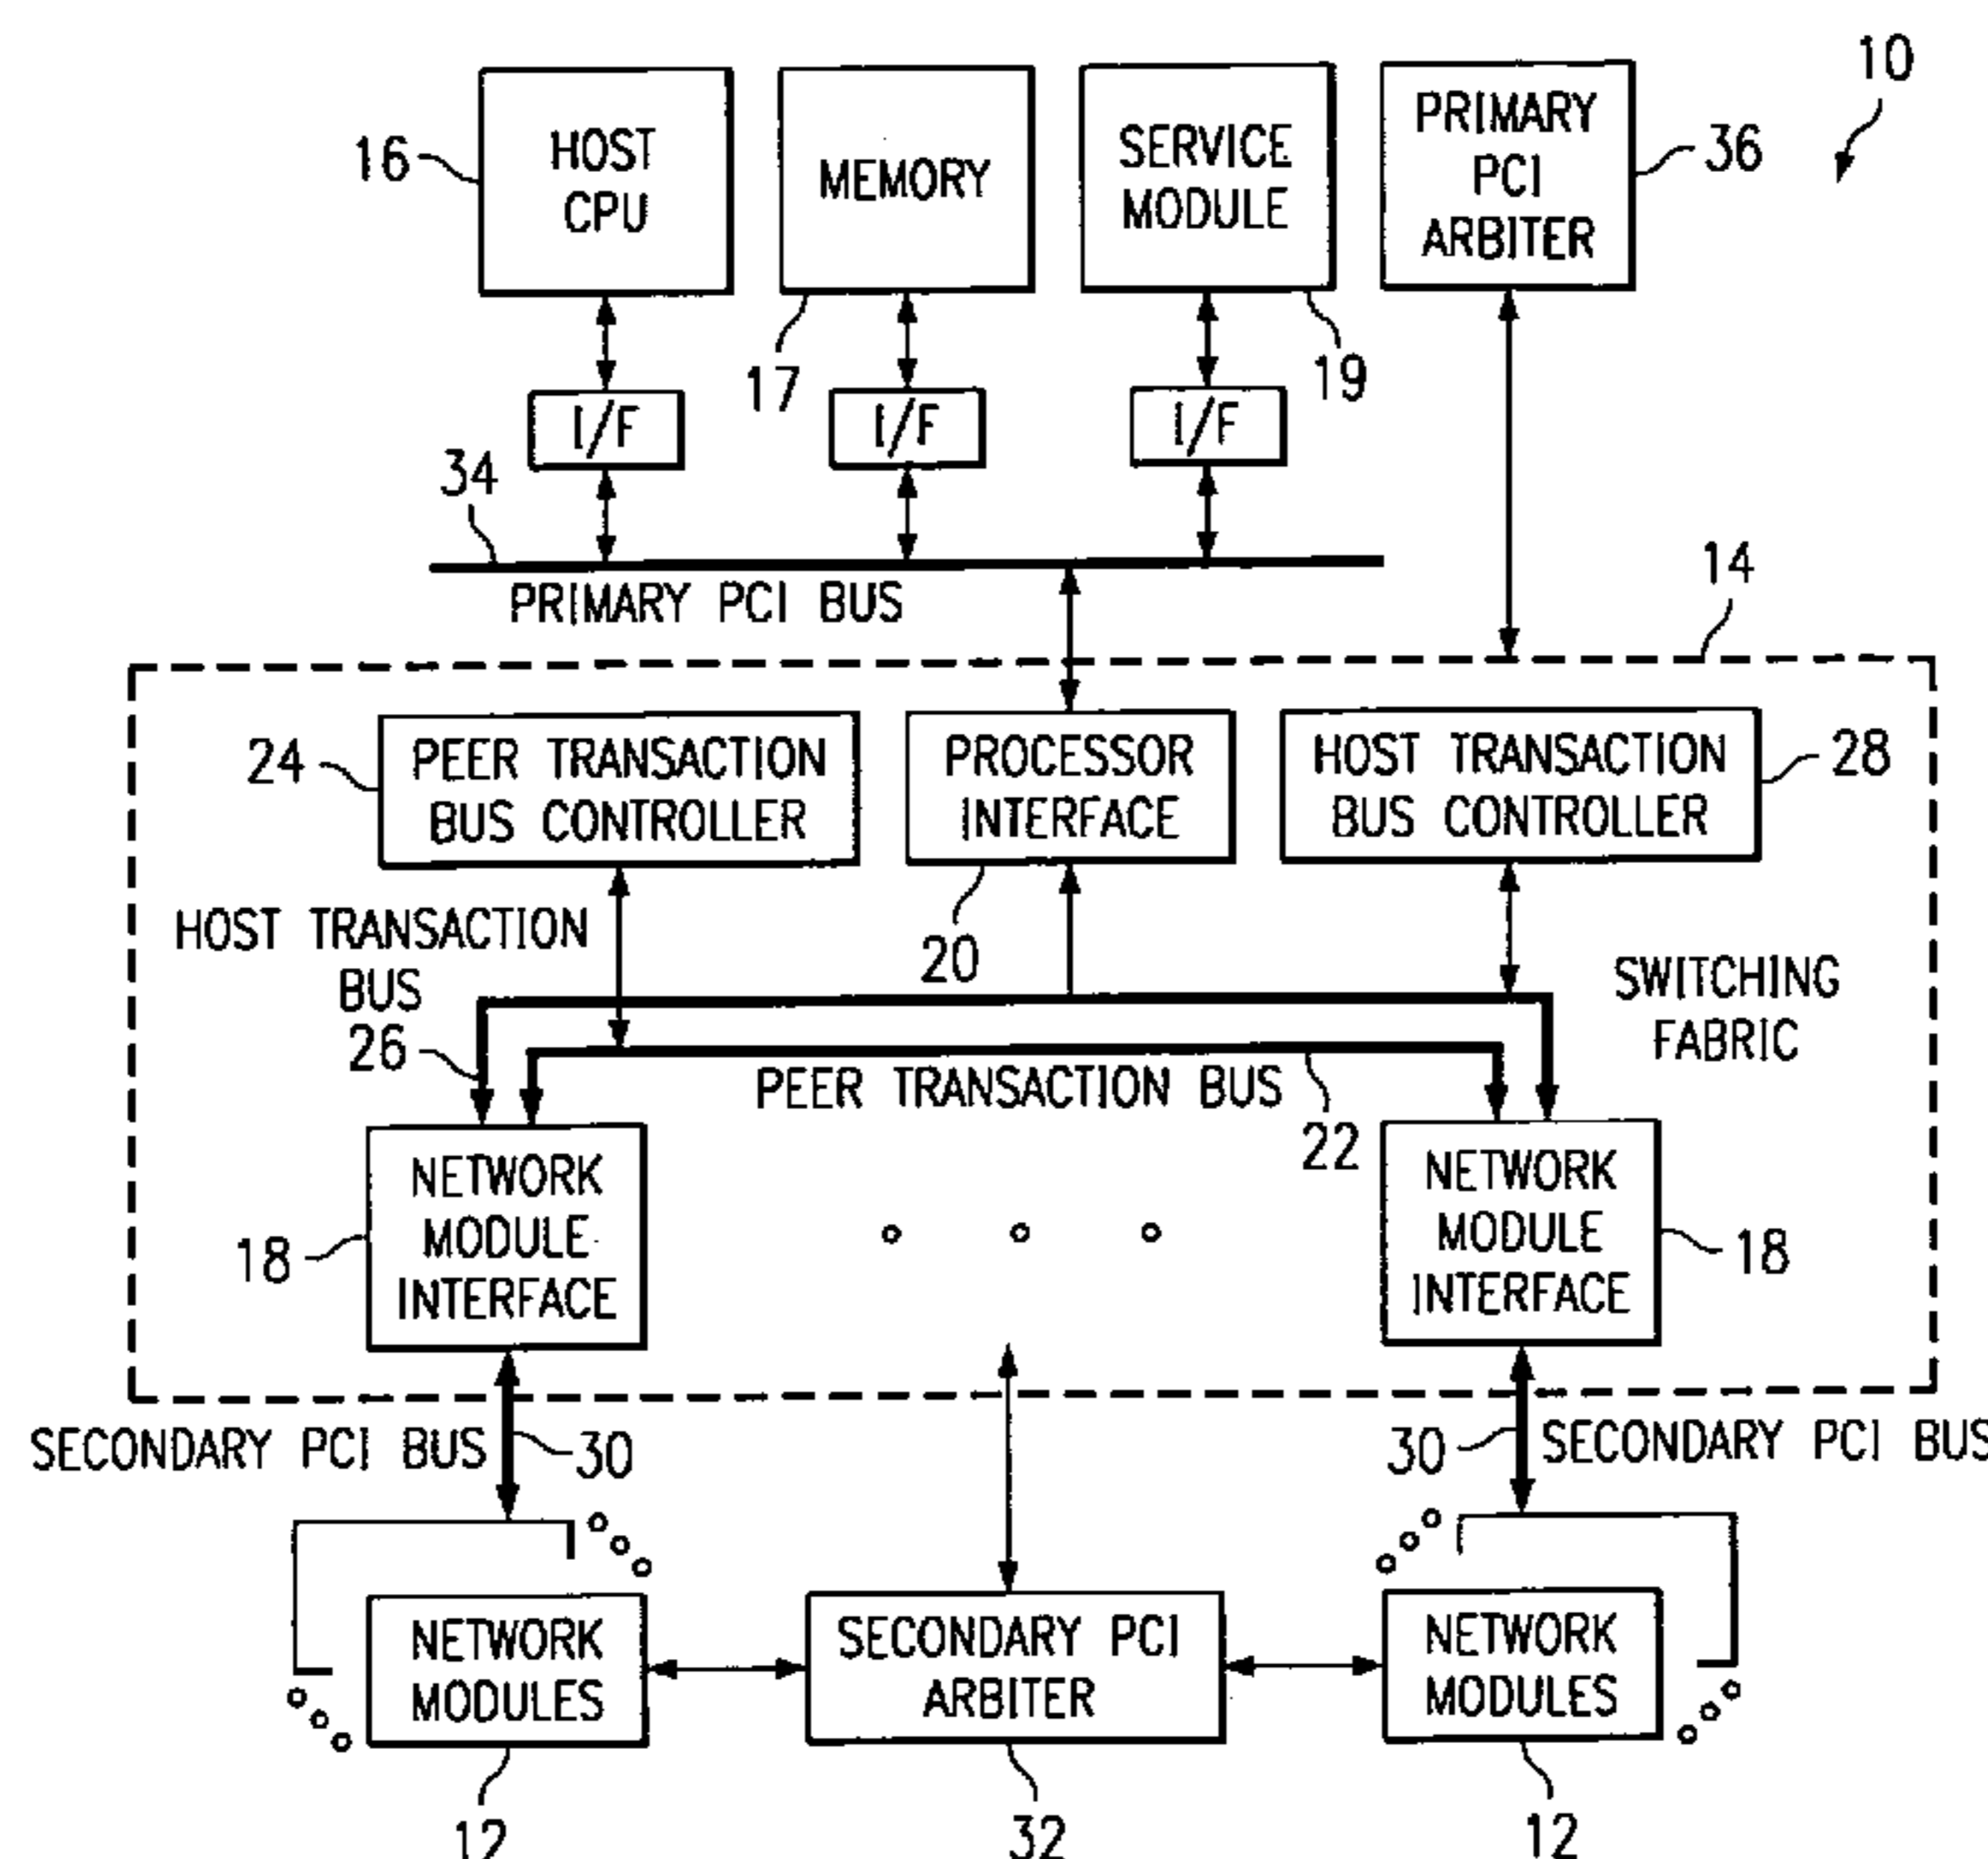 10
HOST
CPU
16
MEMORY
17
SERVICE
MODULE
19
PRIMARY
PCI
ARBITER
36
I/F
I/F
I/F
34
PRIMARY PCI BUS
14
24
PEER TRANSACTION
BUS CONTROLLER
PROCESSOR
INTERFACE
20
HOST TRANSACTION
BUS CONTROLLER
28
HOST TRANSACTION
BUS
26
SWITCHING
FABRIC
PEER TRANSACTION BUS
22
18
NETWORK
MODULE
INTERFACE
NETWORK
MODULE
INTERFACE
18
SECONDARY PCI BUS
30
30
SECONDARY PCI BUS
NETWORK
MODULES
SECONDARY PCI
ARBITER
NETWORK
MODULES
12
32
12